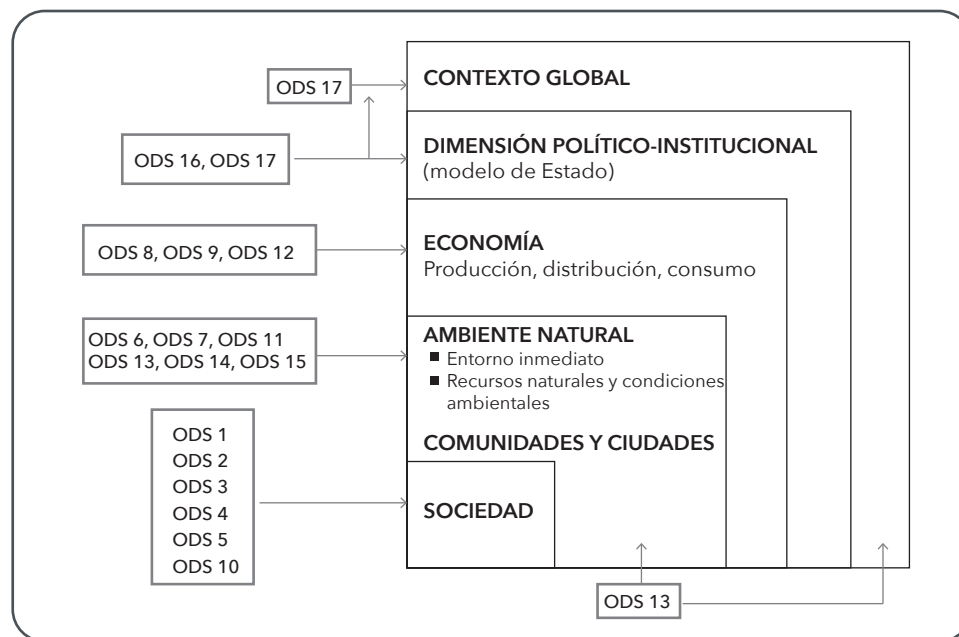 ODS 17
CONTEXTO GLOBAL
ODS 16, ODS 17
DIMENSIÓN POLÍTICO-INSTITUCIONAL
(modelo de Estado)
ODS 8, ODS 9, ODS 12
ECONOMÍA
Producción, distribución, consumo
ODS 6, ODS 7, ODS 11
ODS 13, ODS 14, ODS 15
AMBIENTE NATURAL
■ Entorno inmediato
■ Recursos naturales y condiciones
ambientales
COMUNIDADES Y CIUDADES
ODS 1
ODS 2
ODS 3
ODS 4
ODS 5
ODS 10
SOCIEDAD
ODS 13